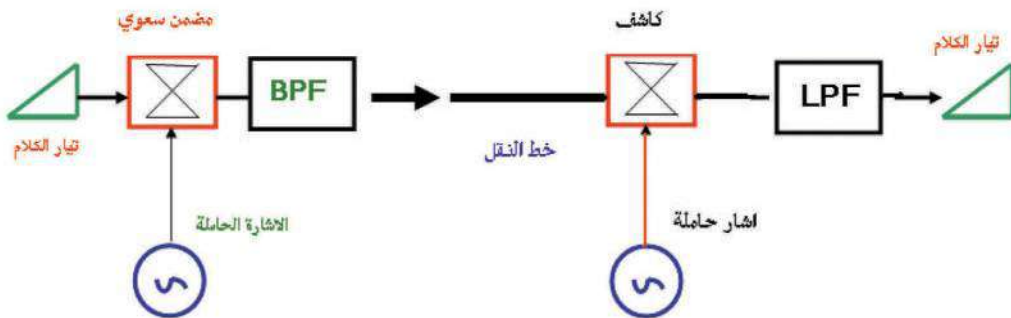 مضمن سعوي
كاشف
تيار الكلام
BPF
LPF
تيار الكلام
خط النقل
الاشارة الحاملة
اشار حاملة